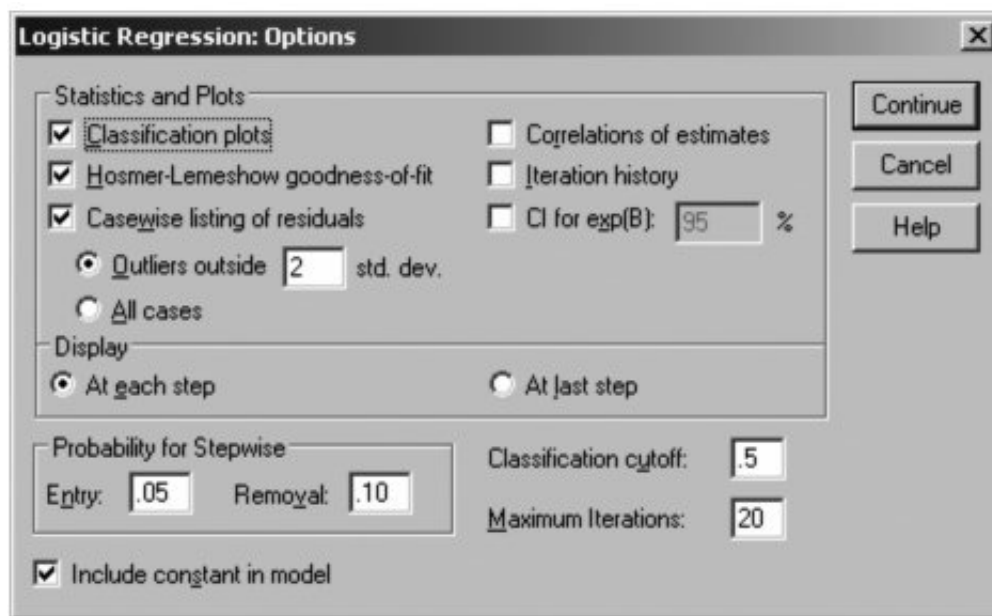 Logistic Regression: Options
Statistics and Plots
Classification plots
Correlations of estimates
Hosmer-Lemeshow goodness-of-fit
Iteration history
Casewise listing of residuals
CI for exp(B): 95 %
Outliers outside 2 std. dev.
All cases
Continue
Cancel
Help
Display
At each step
At last step
Probability for Stepwise
Entry: .05 Removal: .10
Classification cutoff: .5
Maximum Iterations: 20
Include constant in model